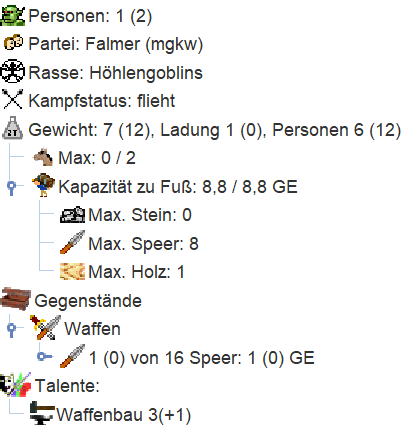 Personen: 1 (2)
Partei: Falmer (mgkw)
Rasse: Höhlengoblins
Kampfstatus: flieht
Gewicht: 7 (12), Ladung 1 (0), Personen 6 (12)
Max: 0 / 2
Kapazität zu Fuß: 8,8 / 8,8 GE
Max. Stein: 0
Max. Speer: 8
Max. Holz: 1
Gegenstände
Waffen
1 (0) von 16 Speer: 1 (0) GE
Talente:
Waffenbau 3(+1)